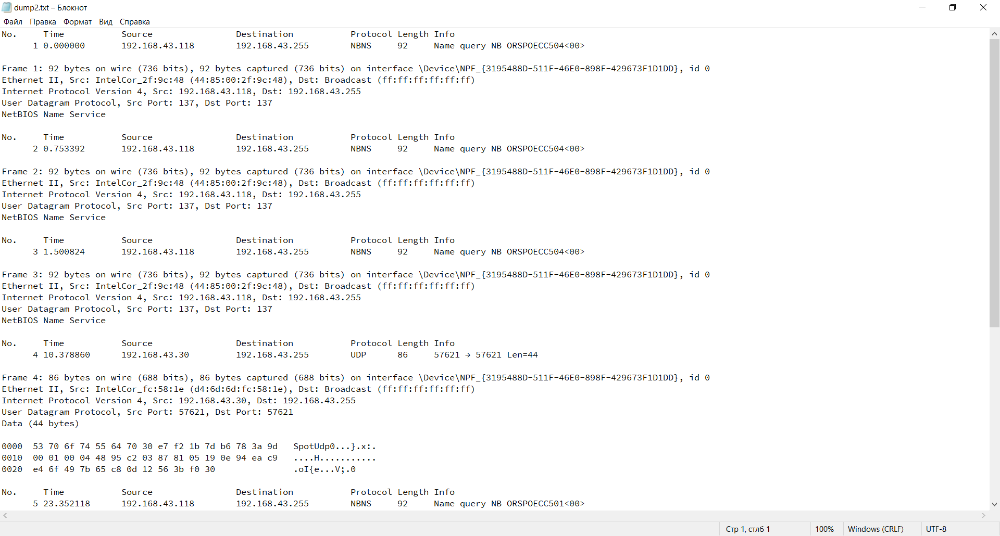 dump2.txt – Блокнот
Файл Правка Формат Вид Справка
No.     Time           Source                Destination           Protocol Length Info
      1 0.000000       192.168.43.118        192.168.43.255        NBNS     92     Name query NB ORSPOECC504<00>

Frame 1: 92 bytes on wire (736 bits), 92 bytes captured (736 bits) on interface \Device\NPF_{3195488D-511F-46E0-898F-429673F1D1DD}, id 0
Ethernet II, Src: IntelCor_2f:9c:48 (44:85:00:2f:9c:48), Dst: Broadcast (ff:ff:ff:ff:ff:ff)
Internet Protocol Version 4, Src: 192.168.43.118, Dst: 192.168.43.255
User Datagram Protocol, Src Port: 137, Dst Port: 137
NetBIOS Name Service

No.     Time           Source                Destination           Protocol Length Info
      2 0.753392       192.168.43.118        192.168.43.255        NBNS     92     Name query NB ORSPOECC504<00>

Frame 2: 92 bytes on wire (736 bits), 92 bytes captured (736 bits) on interface \Device\NPF_{3195488D-511F-46E0-898F-429673F1D1DD}, id 0
Ethernet II, Src: IntelCor_2f:9c:48 (44:85:00:2f:9c:48), Dst: Broadcast (ff:ff:ff:ff:ff:ff)
Internet Protocol Version 4, Src: 192.168.43.118, Dst: 192.168.43.255
User Datagram Protocol, Src Port: 137, Dst Port: 137
NetBIOS Name Service

No.     Time           Source                Destination           Protocol Length Info
      3 1.500824       192.168.43.118        192.168.43.255        NBNS     92     Name query NB ORSPOECC504<00>

Frame 3: 92 bytes on wire (736 bits), 92 bytes captured (736 bits) on interface \Device\NPF_{3195488D-511F-46E0-898F-429673F1D1DD}, id 0
Ethernet II, Src: IntelCor_2f:9c:48 (44:85:00:2f:9c:48), Dst: Broadcast (ff:ff:ff:ff:ff:ff)
Internet Protocol Version 4, Src: 192.168.43.118, Dst: 192.168.43.255
User Datagram Protocol, Src Port: 137, Dst Port: 137
NetBIOS Name Service

No.     Time           Source                Destination           Protocol Length Info
      4 10.378860      192.168.43.30         192.168.43.255        UDP      86     57621 → 57621 Len=44

Frame 4: 86 bytes on wire (688 bits), 86 bytes captured (688 bits) on interface \Device\NPF_{3195488D-511F-46E0-898F-429673F1D1DD}, id 0
Ethernet II, Src: IntelCor_fc:58:1e (d4:6d:6d:fc:58:1e), Dst: Broadcast (ff:ff:ff:ff:ff:ff)
Internet Protocol Version 4, Src: 192.168.43.30, Dst: 192.168.43.255
User Datagram Protocol, Src Port: 57621, Dst Port: 57621
Data (44 bytes)

0000  53 70 6f 74 55 64 70 30 e7 f2 1b 7d b6 78 3a 9d   SpotUdp0...}.x:.
0010  00 01 00 04 48 95 c2 03 87 81 05 19 0e 94 ea c9   ....H...........
0020  e4 6f 49 7b 65 c8 0d 12 56 3b f0 30               .oI{e...V;.0

No.     Time           Source                Destination           Protocol Length Info
      5 23.352118      192.168.43.118        192.168.43.255        NBNS     92     Name query NB ORSPOECC501<00>
Стр 1, стлб 1 100% Windows (CRLF) UTF-8